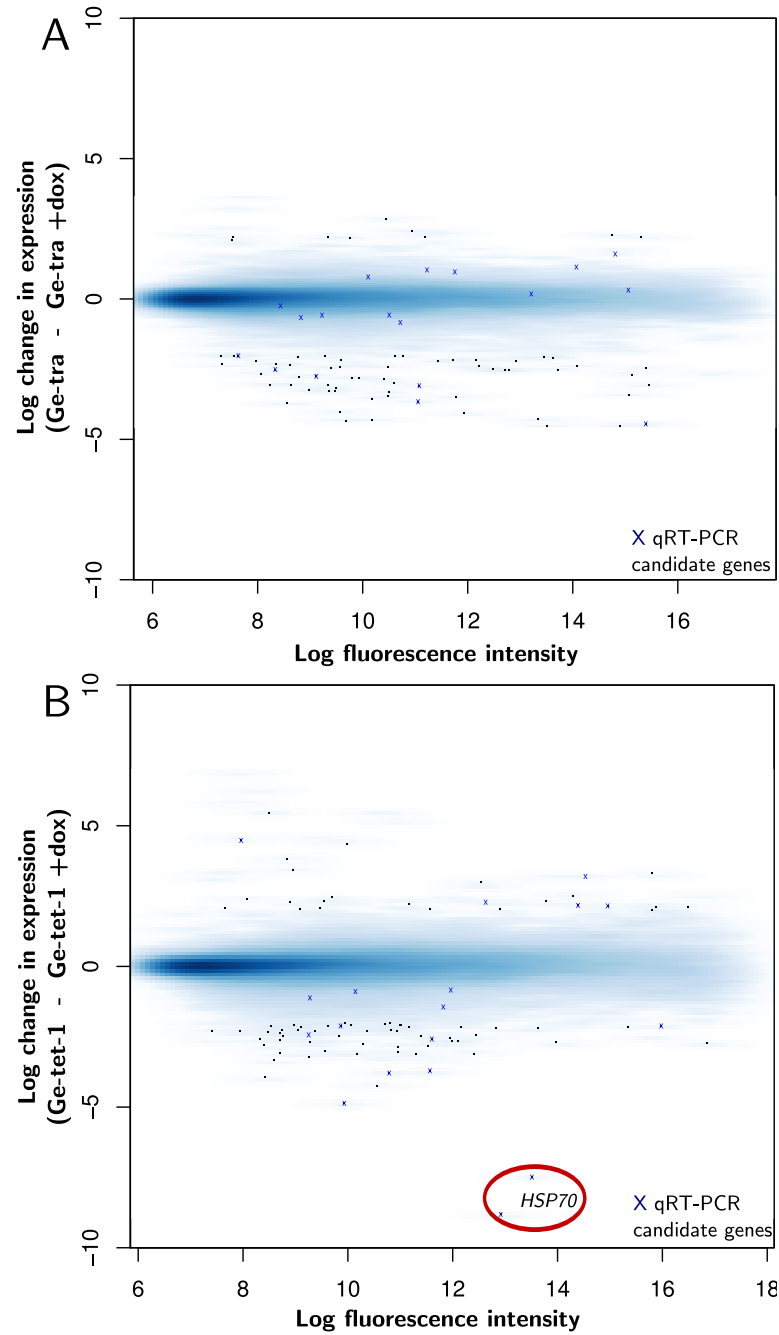 A
10
5
0
−5
−10
Log change in expression
(Ge-tra - Ge-tra +dox)
X qRT-PCR
candidate genes
6 8 10 12 14 16
Log fluorescence intensity
B
10
5
0
−5
−10
Log change in expression
(Ge-tet-1 - Ge-tet-1 +dox)
HSP70
X qRT-PCR
candidate genes
6 8 10 12 14 16 18
Log fluorescence intensity